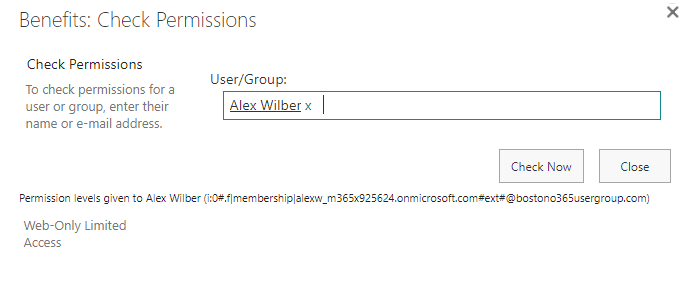 Benefits: Check Permissions
Check Permissions
To check permissions for a
user or group, enter their
name or e-mail address.
User/Group:
Alex Wilber x
Check Now
Close
Permission levels given to Alex Wilber (i:0#.f|membership|alexw_m365x925624.onmicrosoft.com#ext#@bostono365usergroup.com)
Web-Only Limited
Access